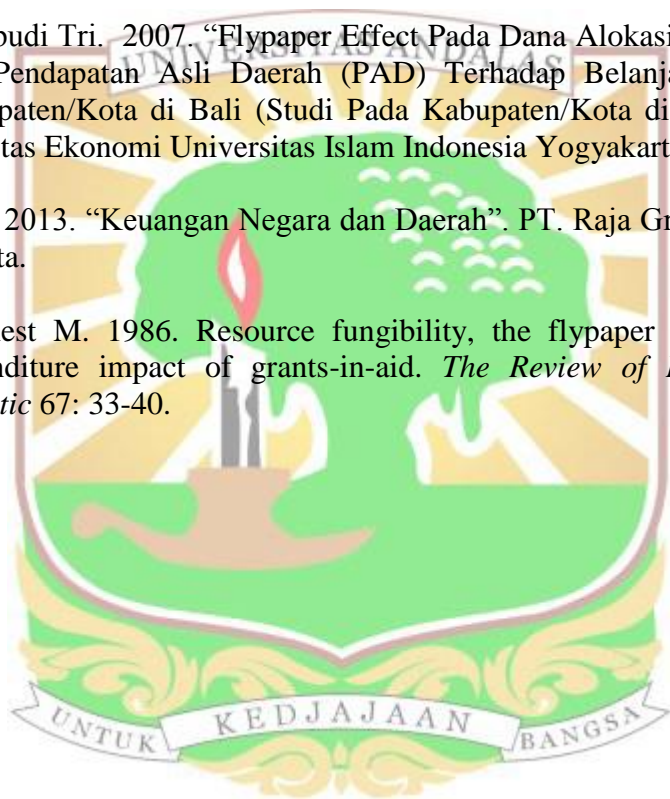 budi Tri. 2007. “Flypaper Effect Pada Dana Alokasi
Pendapatan Asli Daerah (PAD) Terhadap Belanja
paten/Kota di Bali (Studi Pada Kabupaten/Kota di
tas Ekonomi Universitas Islam Indonesia Yogyakart
2013. “Keuangan Negara dan Daerah”. PT. Raja Gr
ta.
est M. 1986. Resource fungibility, the flypaper
nditure impact of grants-in-aid. The Review of
tic 67: 33-40.
UNIVERSITAS ANDALAS
UNTUK KEDJAJAAN BANGSA